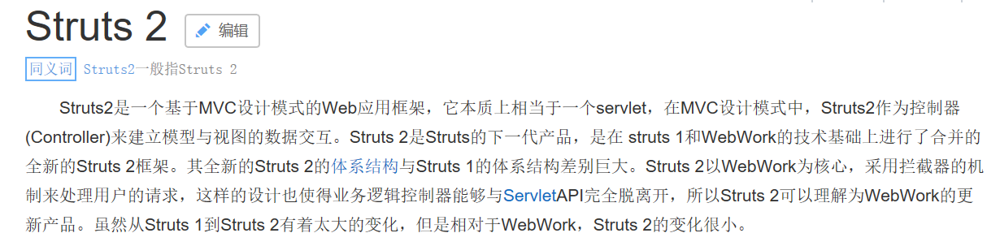 Struts 2 编辑
同义词 Struts2一般指Struts 2
Struts2是一个基于MVC设计模式的Web应用框架，它本质上相当于一个servlet，在MVC设计模式中，Struts2作为控制器
(Controller)来建立模型与视图的数据交互。Struts 2是Struts的下一代产品，是在 struts 1和WebWork的技术基础上进行了合并的
全新的Struts 2框架。其全新的Struts 2的体系结构与Struts 1的体系结构差别巨大。Struts 2以WebWork为核心，采用拦截器的机
制来处理用户的请求，这样的设计也使得业务逻辑控制器能够与ServletAPI完全脱离开，所以Struts 2可以理解为WebWork的更
新产品。虽然从Struts 1到Struts 2有着太大的变化，但是相对于WebWork，Struts 2的变化很小。